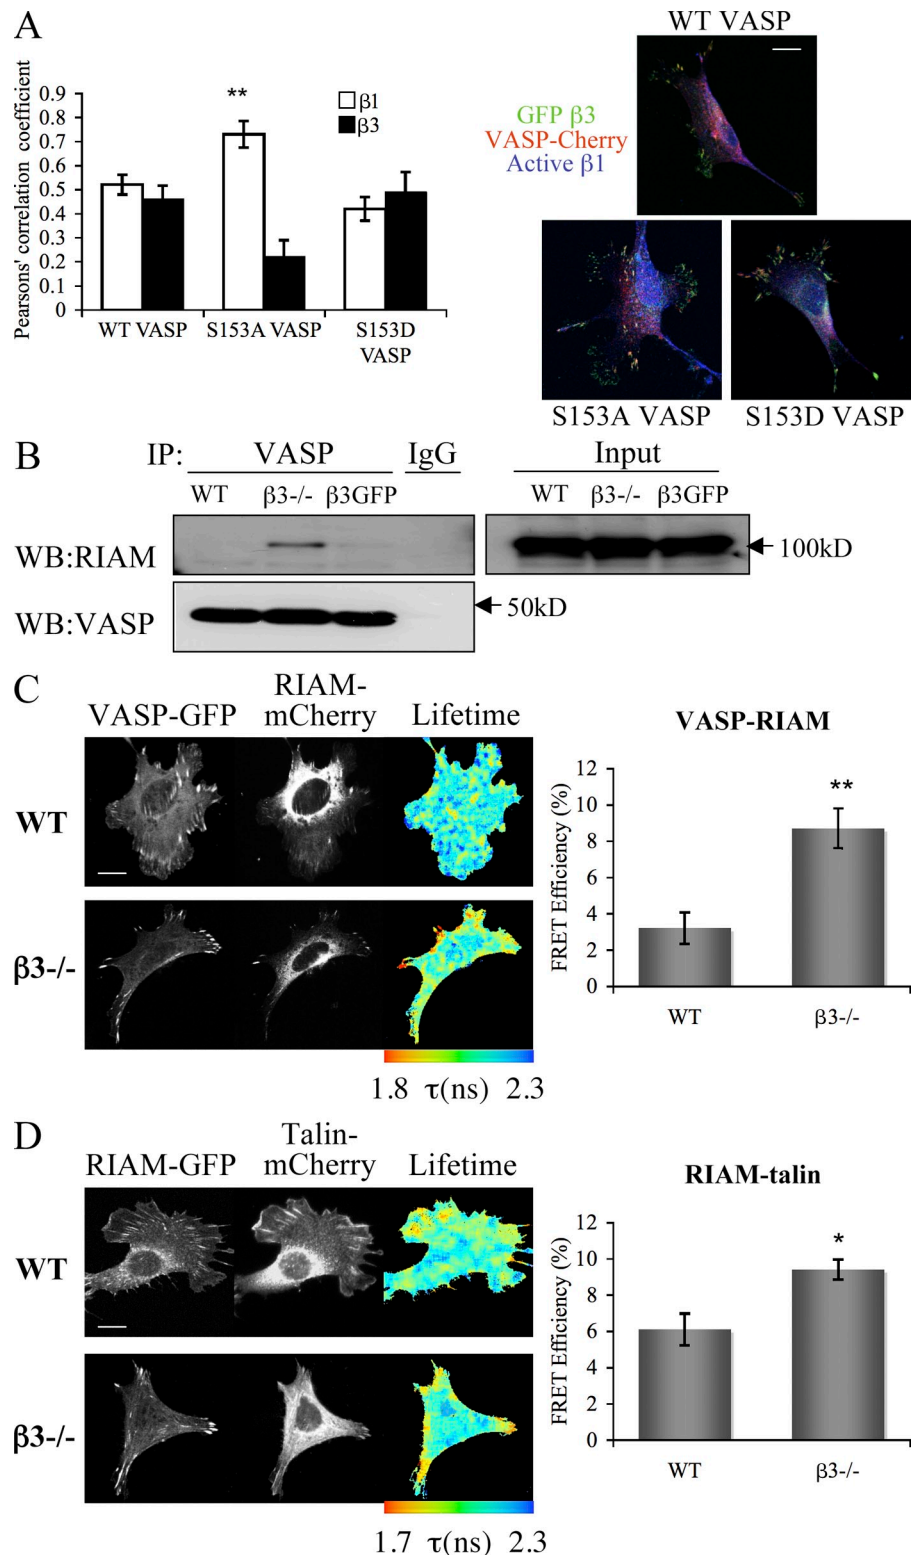 A
WT VASP
Pearsons' correlation coefficient
0.9
0.8
0.7
0.6
0.5
0.4
0.3
0.2
0.1
0
**
β1
β3
WT VASP
S153A VASP
S153D
VASP
GFP β3
VASP-Cherry
Active β1
S153A VASP
S153D VASP
B
IP:
VASP
IgG
Input
WT
β3-/-
β3GFP
WT
β3-/-
β3GFP
WB:RIAM
100kD
WB:VASP
50kD
C
VASP-GFP
RIAM-
mCherry
Lifetime
WT
β3-/-
1.8 τ(ns) 2.3
VASP-RIAM
FRET Efficiency (%)
12
10
8
6
4
2
0
**
WT
β3-/-
D
RIAM-GFP
Talin-
mCherry
Lifetime
WT
β3-/-
1.7 τ(ns) 2.3
RIAM-talin
FRET Efficiency (%)
12
10
8
6
4
2
0
*
WT
β3-/-